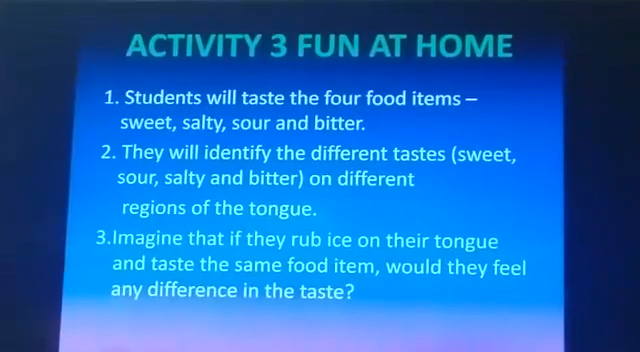 ACTIVITY 3 FUN AT HOME
1. Students will taste the four food items –
sweet, salty, sour and bitter.
2. They will identify the different tastes (sweet,
sour, salty and bitter) on different
regions of the tongue.
3.Imagine that if they rub ice on their tongue
and taste the same food item, would they feel
any difference in the taste?